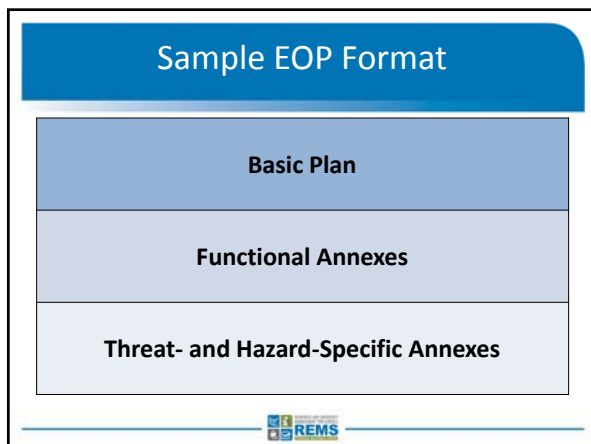 Sample EOP Format
Basic Plan
Functional Annexes
Threat- and Hazard-Specific Annexes
REMS